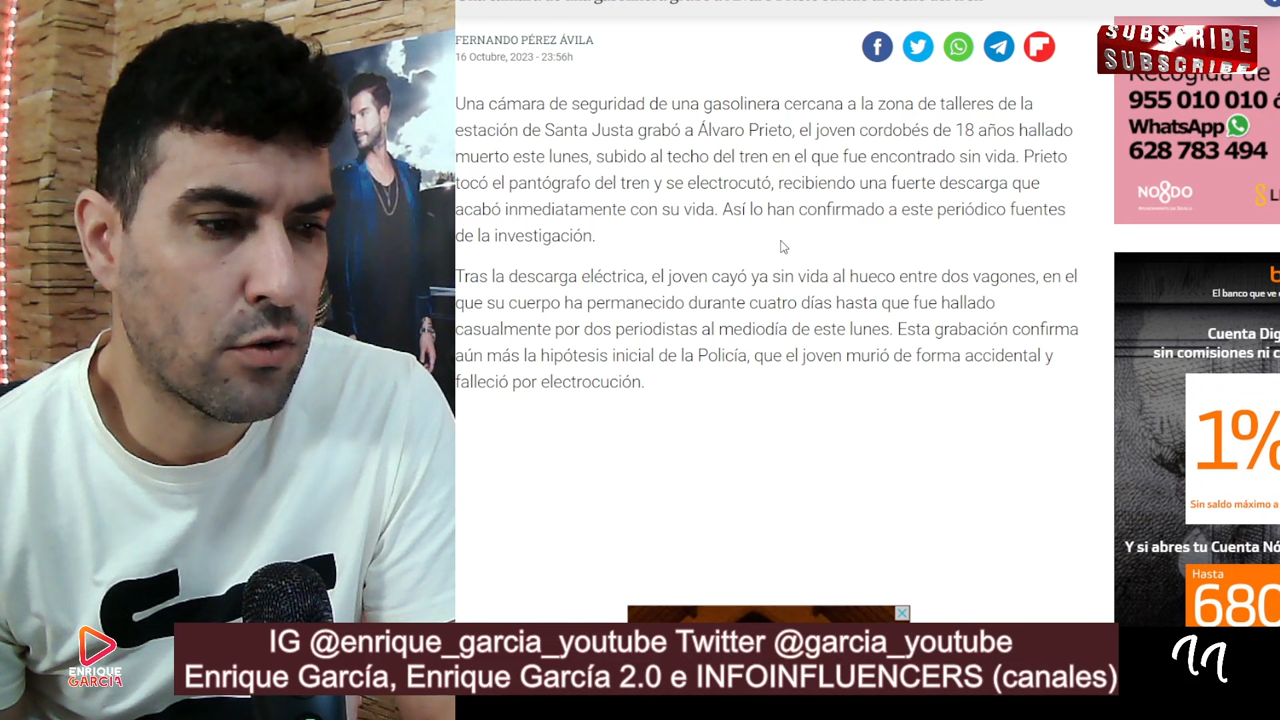 FERNANDO PÉREZ ÁVILA
16 Octubre, 2023 - 23:56h
Una cámara de seguridad de una gasolinera cercana a la zona de talleres de la
estación de Santa Justa grabó a Álvaro Prieto, el joven cordobés de 18 años hallado
muerto este lunes, subido al techo del tren en el que fue encontrado sin vida. Prieto
tocó el pantógrafo del tren y se electrocutó, recibiendo una fuerte descarga que
acabó inmediatamente con su vida. Así lo han confirmado a este periódico fuentes
de la investigación.
Tras la descarga eléctrica, el joven cayó ya sin vida al hueco entre dos vagones, en el
que su cuerpo ha permanecido durante cuatro días hasta que fue hallado
casualmente por dos periodistas al mediodía de este lunes. Esta grabación confirma
aún más la hipótesis inicial de la Policía, que el joven murió de forma accidental y
falleció por electrocución.
SUBSCRIBE
SUBSCRIBE
Recogida de
955 010 010
WhatsApp
628 783 494
NO8DO
El banco que ve
Cuenta
sin comisiones ni
1%
Sin saldo máximo a
Y si abres tu Cuenta
Hasta
680
IG @enrique_garcia_youtube Twitter @garcia_youtube
Enrique García, Enrique García 2.0 e INFOINFLUENCERS (canales)
ENRIQUE
GARCÍA